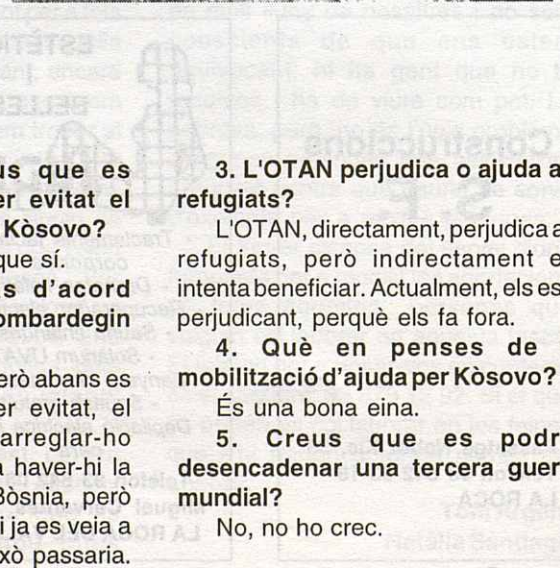 us que es
er evitat el
Kòsovo?
que sí.
s d'acord
ombardegin
erò abans es
er evitat, el
arreglar-ho
a haver-hi la
Bòsnia, però
i ja es veia a
xò passaria.
3. L'OTAN perjudica o ajuda a
refugiats?
L'OTAN, directament, perjudica a
refugiats, però indirectament e
intenta beneficiar. Actualment, els es
perjudicant, perquè els fa fora.
4. Què en penses de
mobilització d'ajuda per Kòsovo?
És una bona eina.
5. Creus que es podr
desencadenar una tercera guer
mundial?
No, no ho crec.